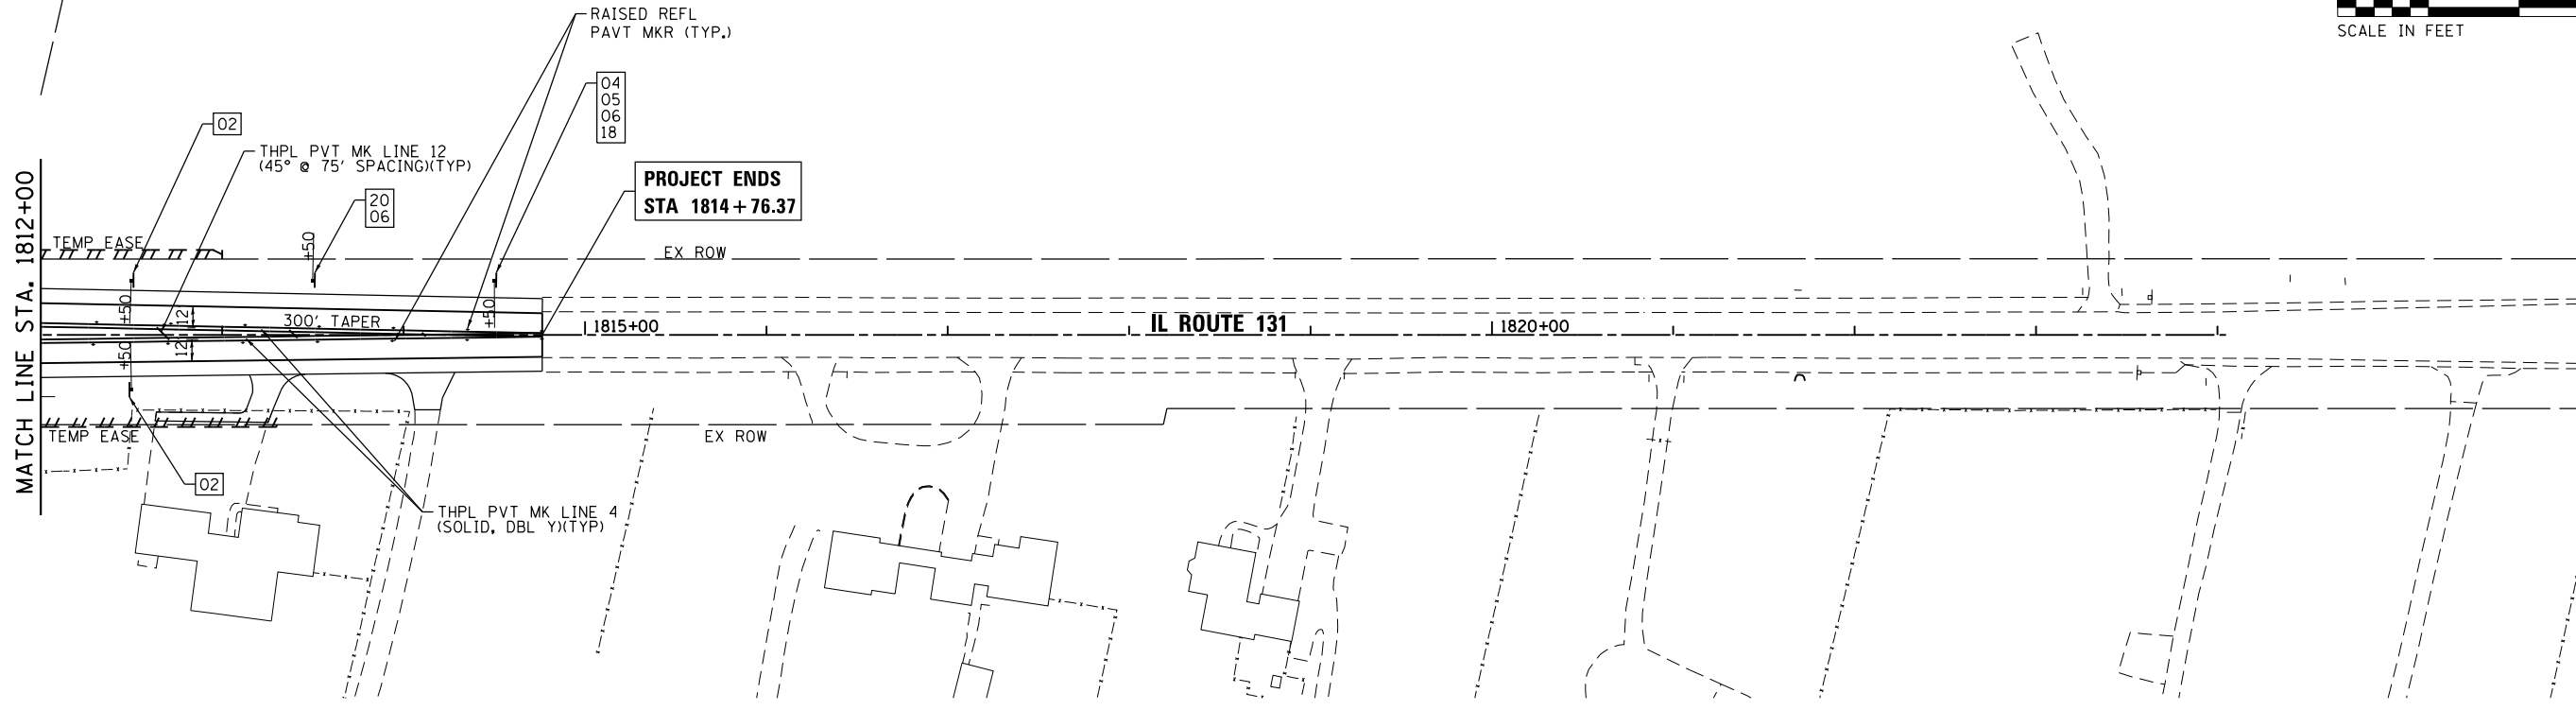 RAISED REFL
PAVT MKR (TYP.)
SCALE IN FEET
04
05
06
18
02
THPL PVT MK LINE 12
(45° @ 75' SPACING)(TYP)
PROJECT ENDS
STA 1814+76.37
20
06
MATCH LINE STA. 1812+00
TEMP EASE
+50
EX ROW
+50
12'
300' TAPER
+50
1815+00
IL ROUTE 131
1820+00
+50
12'
TEMP EASE
EX ROW
02
THPL PVT MK LINE 4
(SOLID, DBL Y)(TYP)